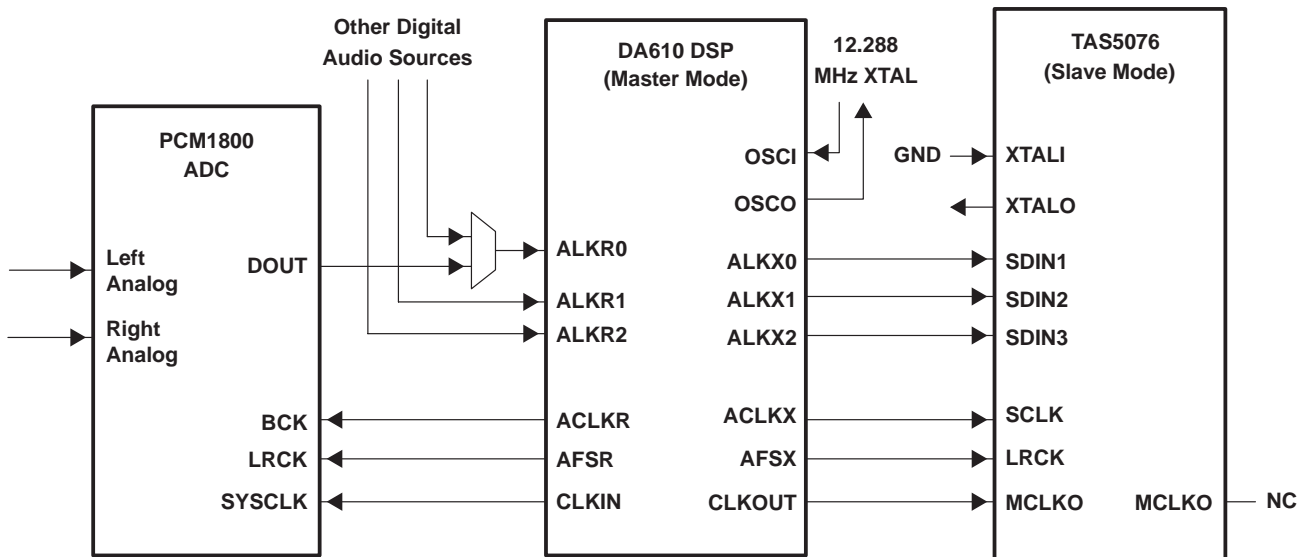 Other Digital
Audio Sources
PCM1800
ADC
Left
Analog
Right
Analog
DOUT
BCK
LRCK
SYSCLK
DA610 DSP
(Master Mode)
ALKR0
ALKR1
ALKR2
ACLKR
AFSR
CLKIN
OSCI
OSCO
ALKX0
ALKX1
ALKX2
ACLKX
AFSX
CLKOUT
12.288
MHz XTAL
GND
TAS5076
(Slave Mode)
XTALI
XTALO
SDIN1
SDIN2
SDIN3
SCLK
LRCK
MCLKO
MCLKO
NC